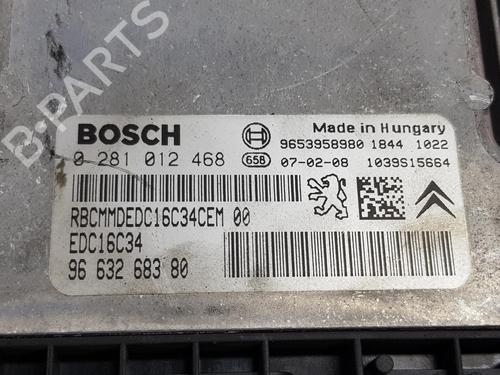 BOSCH
Made in Hungary
9653958980 1844 1022
0 281 012 468
658
07-02-08 1039S15664
RBCMMDEDC16C34CEM 00
EDC16C34
96 632 683 80
B-PARTS